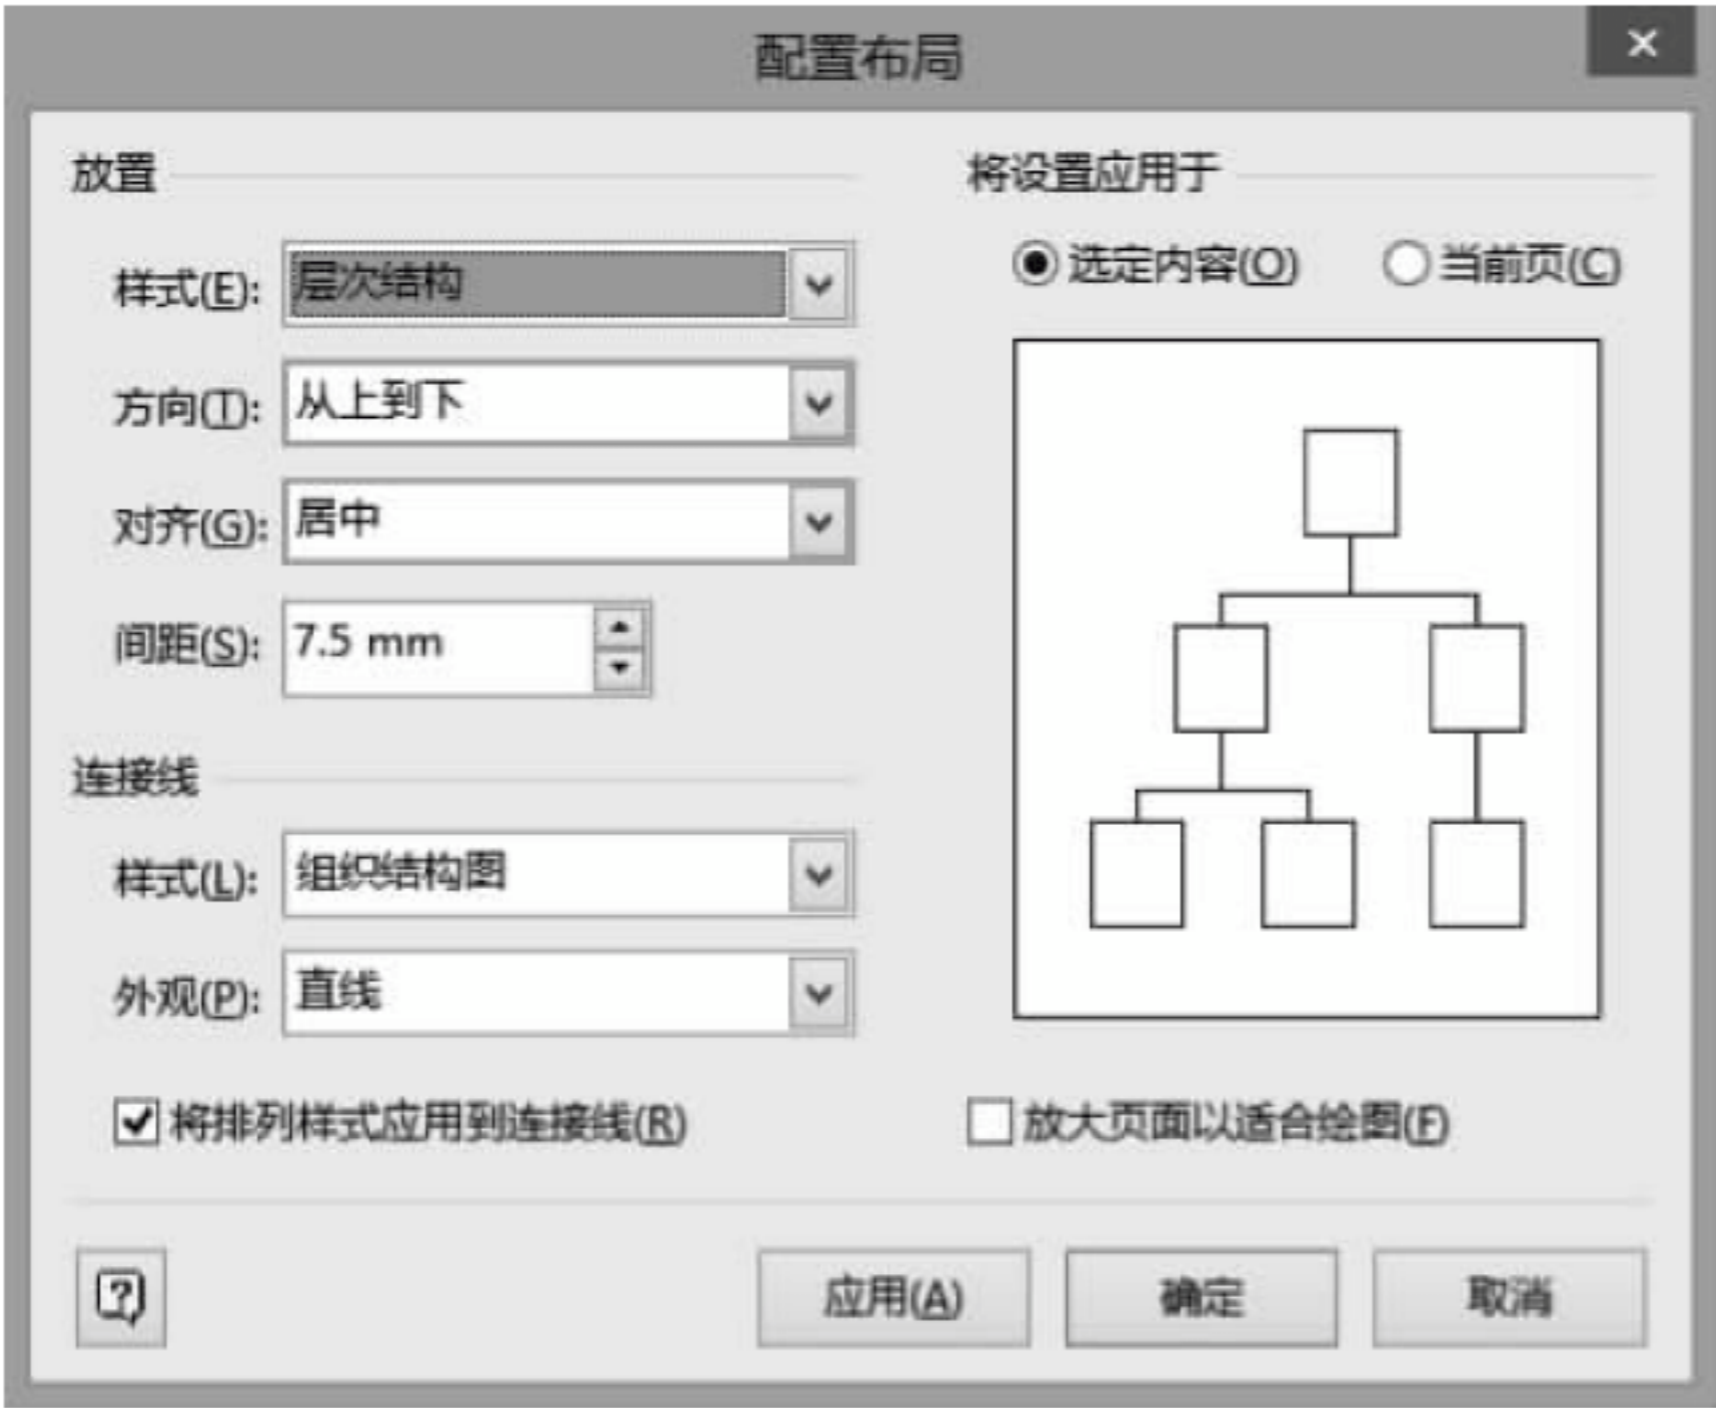 配置布局
放置
样式(E): 层次结构
方向(T): 从上到下
对齐(G): 居中
间距(S): 7.5 mm
连接线
样式(L): 组织结构图
外观(P): 直线
将排列样式应用到连接线(R)
将设置应用于
选定内容(O) 当前页(C)
放大页面以适合绘图(F)
应用(A) 确定 取消